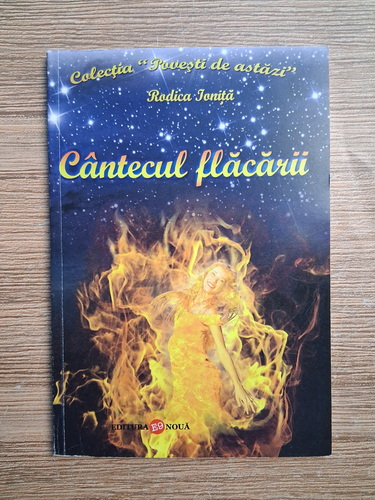 Colecția "Povești de astăzi"
Rodica Ioniță
Cântecul flăcării
EDITURA E9 NOUĂ